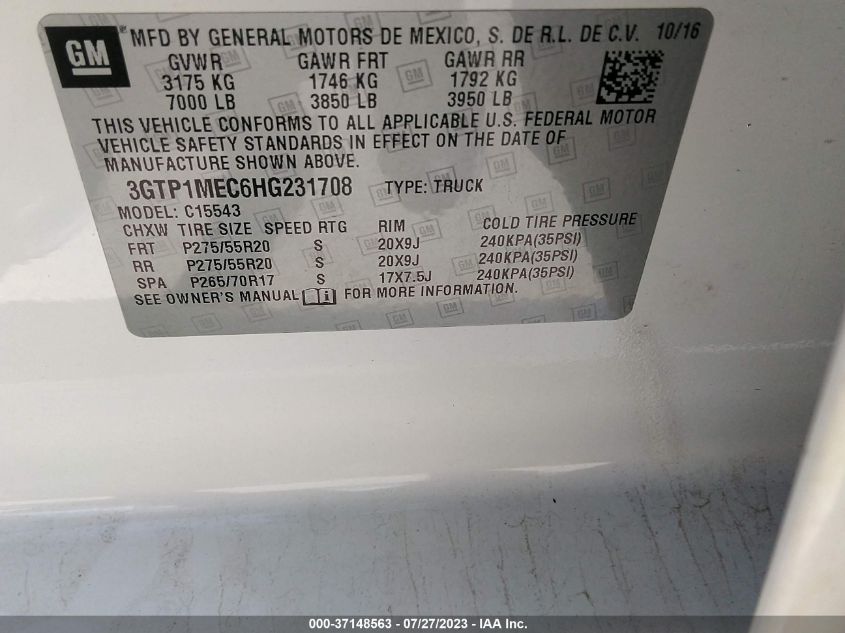 GM
MFD BY GENERAL MOTORS DE MEXICO, S. DE R.L. DE C.V. 10/16
GVWR GAWR FRT GAWR RR
3175 KG 1746 KG 1792 KG
7000 LB 3850 LB 3950 LB
THIS VEHICLE CONFORMS TO ALL APPLICABLE U.S. FEDERAL MOTOR
VEHICLE SAFETY STANDARDS IN EFFECT ON THE DATE OF
MANUFACTURE SHOWN ABOVE.
3GTP1MEC6HG231708 TYPE: TRUCK
MODEL: C15543
CHXW TIRE SIZE SPEED RTG RIM COLD TIRE PRESSURE
FRT P275/55R20 S 20X9J 240KPA(35PSI)
RR P275/55R20 S 20X9J 240KPA(35PSI)
SPA P265/70R17 S 17X7.5J 240KPA(35PSI)
SEE OWNER'S MANUAL i FOR MORE INFORMATION.
000-37148563 - 07/27/2023 - IAA Inc.